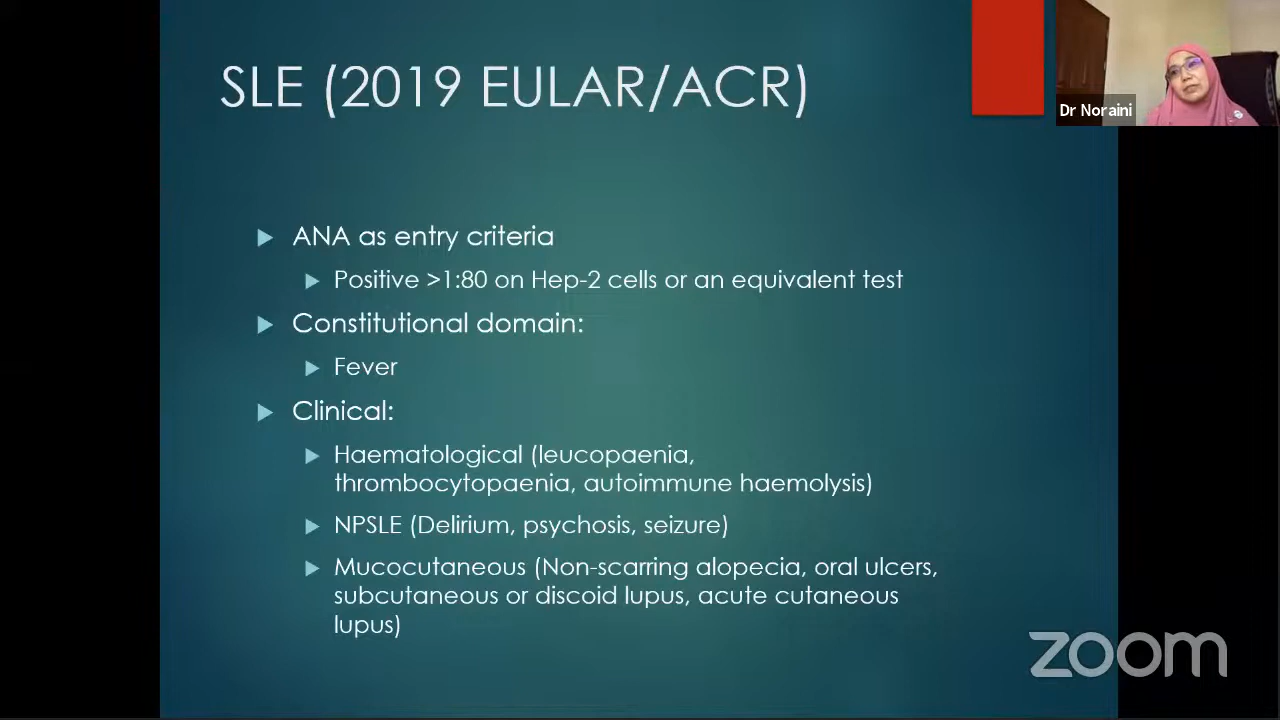 SLE (2019 EULAR/ACR)
Dr Noraini
ANA as entry criteria
Positive >1:80 on Hep-2 cells or an equivalent test
Constitutional domain:
Fever
Clinical:
Haematological (leucopaenia,
thrombocytopaenia, autoimmune haemolysis)
NPSLE (Delirium, psychosis, seizure)
Mucocutaneous (Non-scarring alopecia, oral ulcers,
subcutaneous or discoid lupus, acute cutaneous
lupus)
zoom